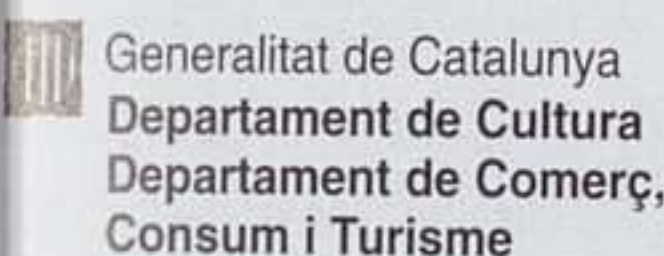 Generalitat de Catalunya
Departament de Cultura
Departament de Comerç,
Consum i Turisme